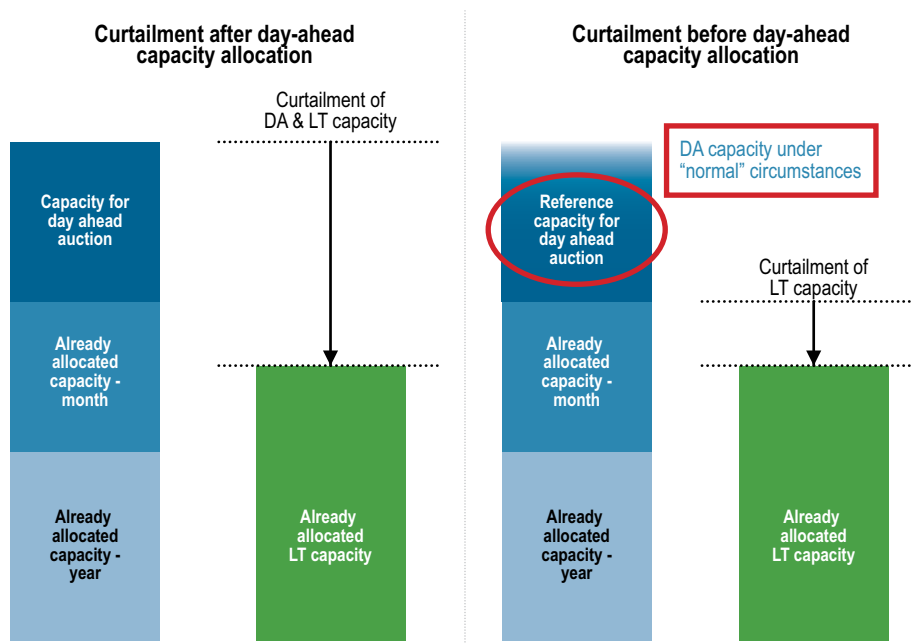 Curtailment after day-ahead
capacity allocation
Curtailment of
DA & LT capacity
Capacity for
day ahead
auction
Already
allocated
capacity -
month
Already
allocated
capacity -
year
Already
allocated
LT capacity
Curtailment before day-ahead
capacity allocation
DA capacity under
“normal” circumstances
Reference
capacity for
day ahead
auction
Curtailment of
LT capacity
Already
allocated
capacity -
month
Already
allocated
capacity -
year
Already
allocated
LT capacity